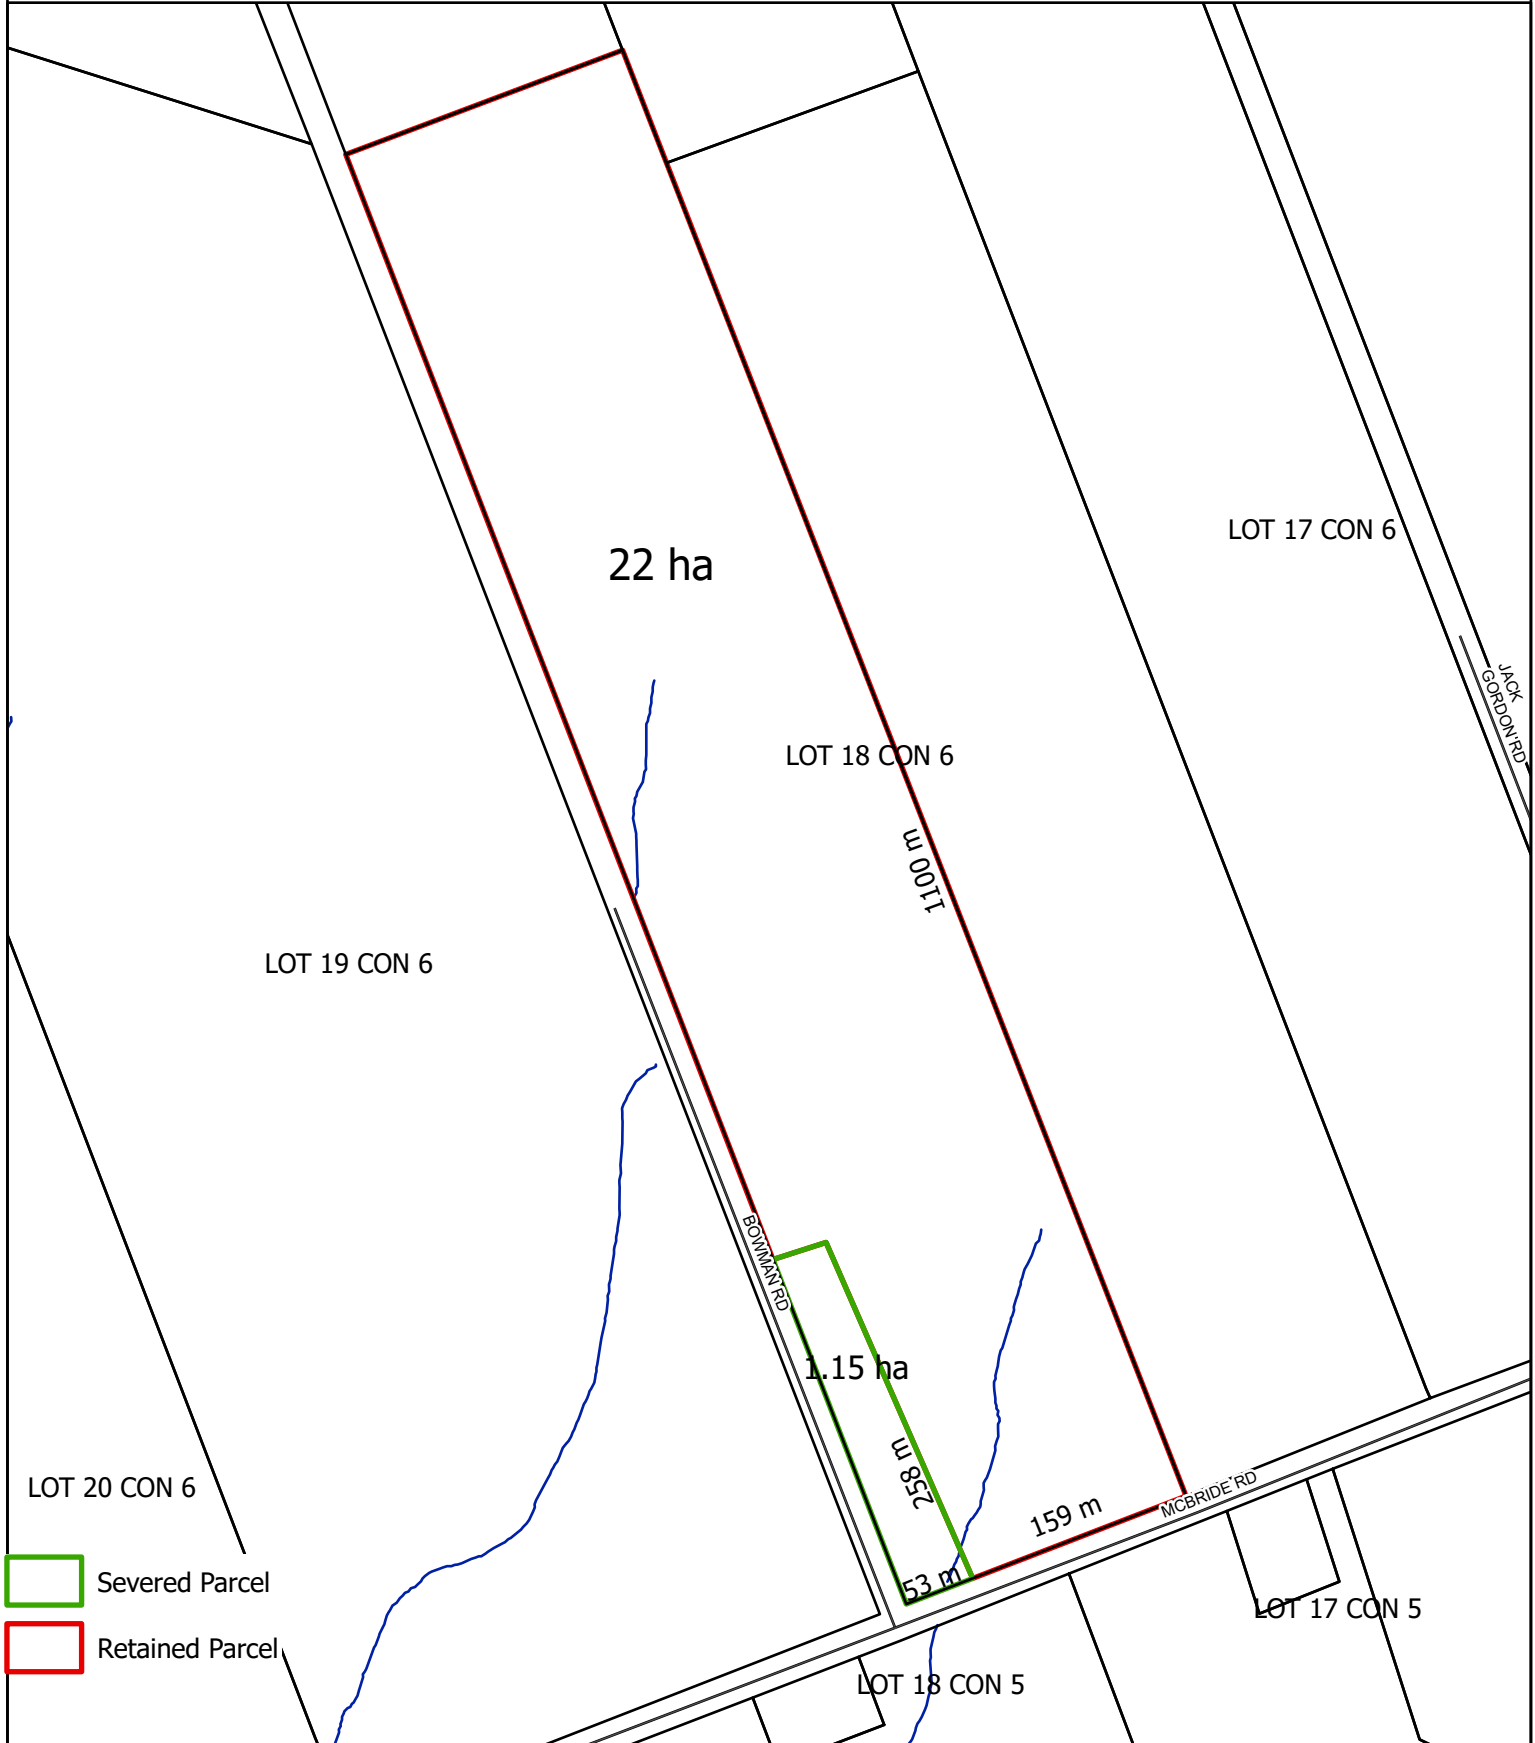 22 ha
LOT 17 CON 6
JACK
GORDON RD
LOT 18 CON 6
1100 m
LOT 19 CON 6
BOWMAN RD
1.15 ha
258 m
LOT 20 CON 6
159 m
MCBRIDE RD
53 m
Severed Parcel
LOT 17 CON 5
Retained Parcel
LOT 18 CON 5